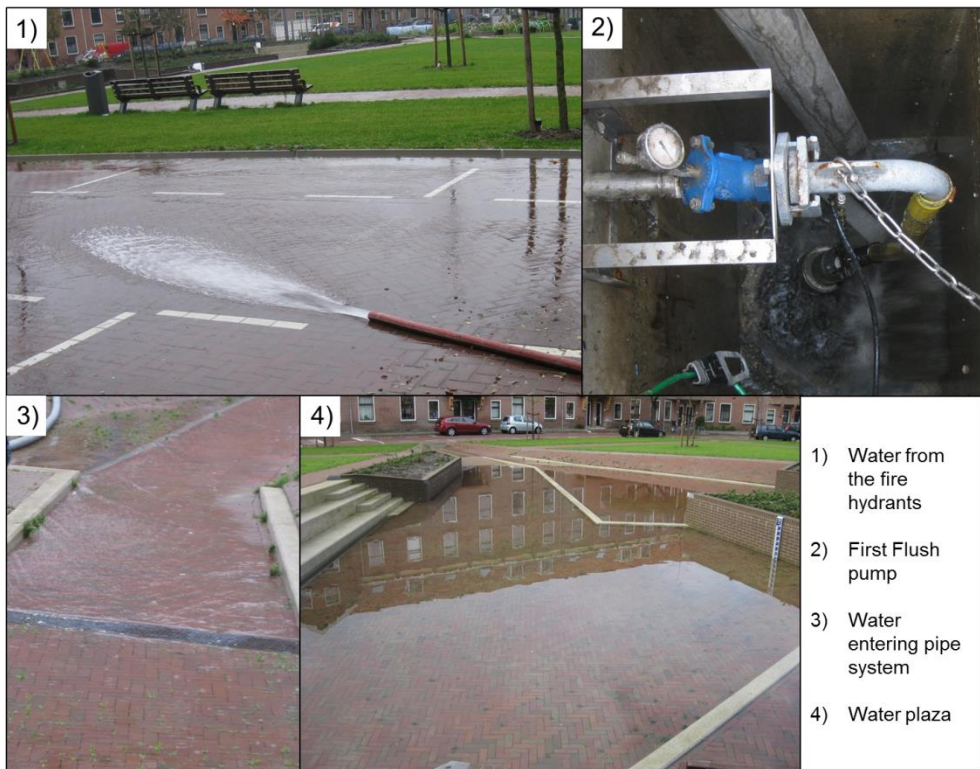 1)
2)
3)
4)
1) Water from
the fire
hydrants
2) First Flush
pump
3) Water
entering pipe
system
4) Water plaza